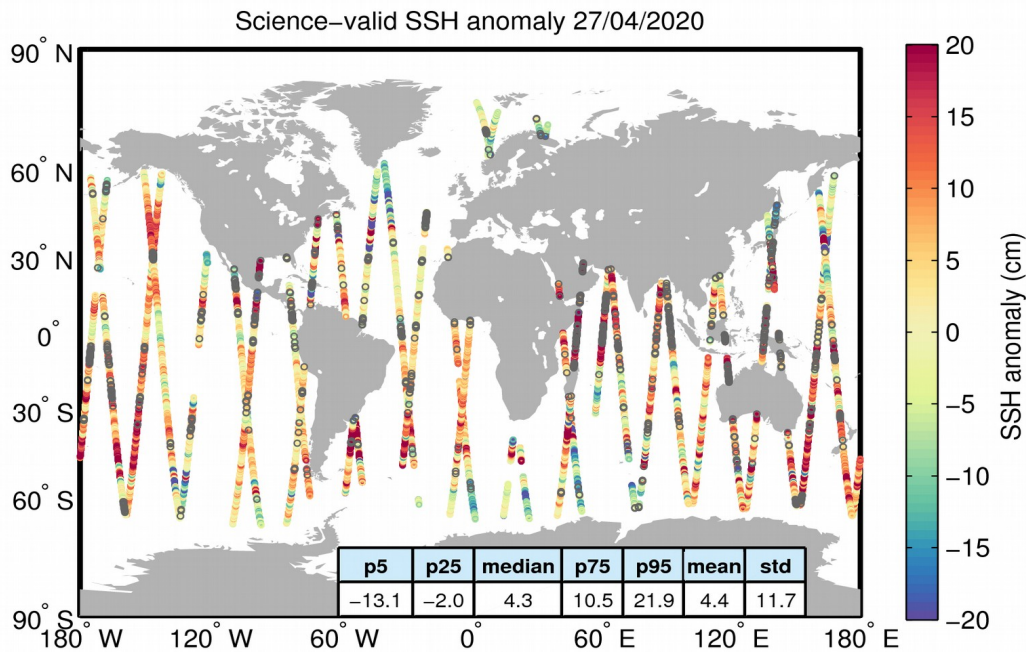 Science−valid SSH anomaly 27/04/2020
90° N
60° N
30° N
0°
30° S
60° S
90° S
180° W
120° W
60° W
0°
60° E
120° E
180° E
p5 p25 median p75 p95 mean std
−13.1 −2.0 4.3 10.5 21.9 4.4 11.7
20
15
10
5
0
−5
−10
−15
−20
SSH anomaly (cm)